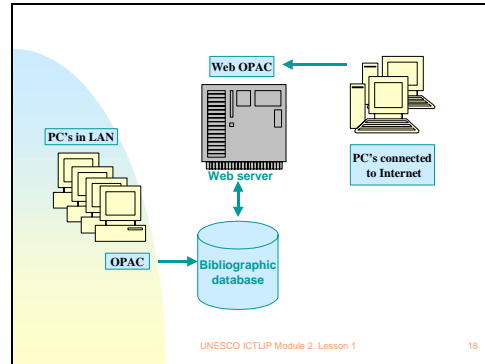 Web OPAC
PC's in LAN
PC's connected
to Internet
Web server
OPAC
Bibliographic
database
UNESCO ICTLIP Module 2. Lesson 1
18